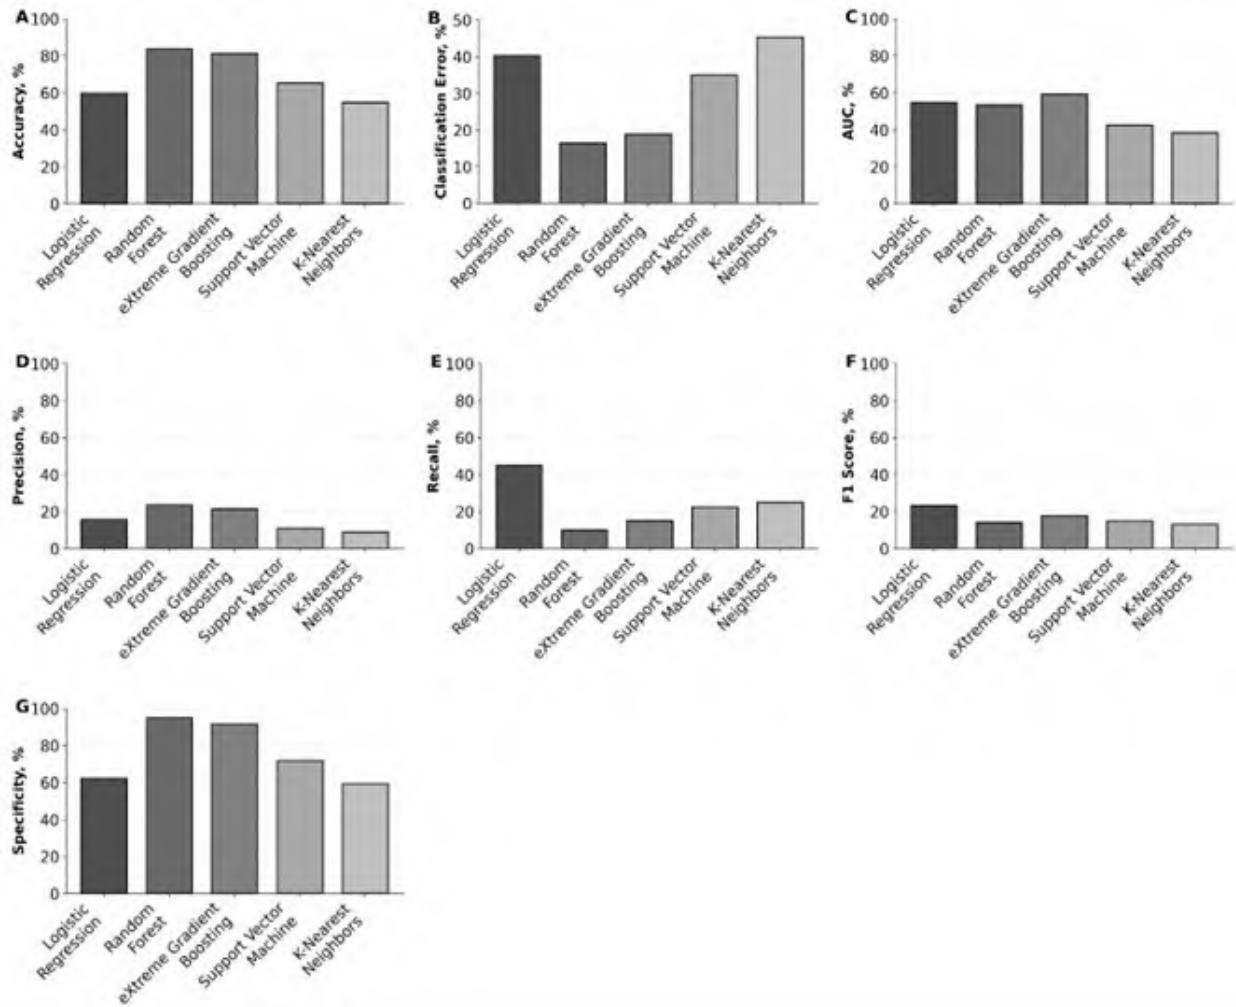 A
100
80
60
40
20
0
Accuracy, %
Logistic
Regression
Random
Forest
eXtreme Gradient
Boosting
Support Vector
Machine
K-Nearest
Neighbors
B
50
40
30
20
10
0
Classification Error, %
Logistic
Regression
Random
Forest
eXtreme Gradient
Boosting
Support Vector
Machine
K-Nearest
Neighbors
C
100
80
60
40
20
0
AUC, %
Logistic
Regression
Random
Forest
eXtreme Gradient
Boosting
Support Vector
Machine
K-Nearest
Neighbors
D
100
80
60
40
20
0
Precision, %
Logistic
Regression
Random
Forest
eXtreme Gradient
Boosting
Support Vector
Machine
K-Nearest
Neighbors
E
100
80
60
40
20
0
Recall, %
Logistic
Regression
Random
Forest
eXtreme Gradient
Boosting
Support Vector
Machine
K-Nearest
Neighbors
F
100
80
60
40
20
0
F1 Score, %
Logistic
Regression
Random
Forest
eXtreme Gradient
Boosting
Support Vector
Machine
K-Nearest
Neighbors
G
100
80
60
40
20
0
Specificity, %
Logistic
Regression
Random
Forest
eXtreme Gradient
Boosting
Support Vector
Machine
K-Nearest
Neighbors